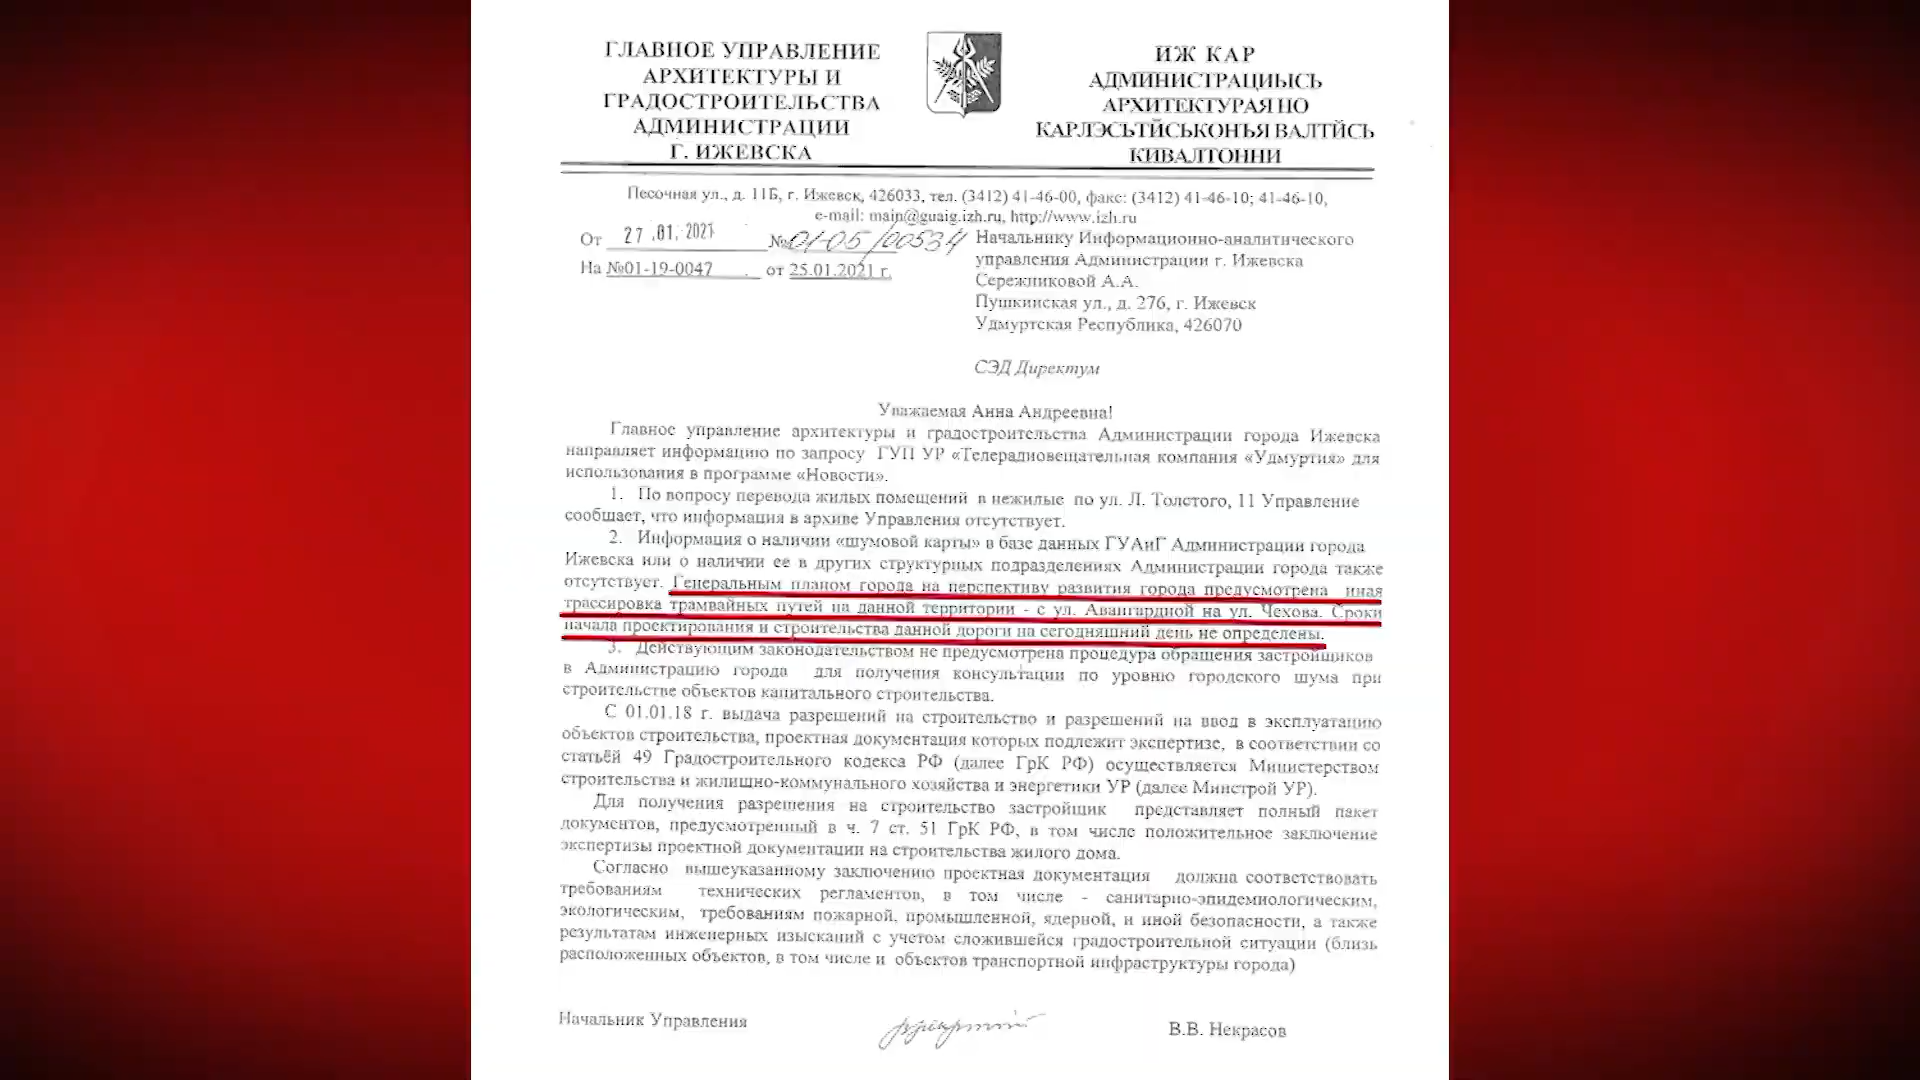 ГЛАВНОЕ УПРАВЛЕНИЕ
АРХИТЕКТУРЫ И
ГРАДОСТРОИТЕЛЬСТВА
АДМИНИСТРАЦИИ
Г. ИЖЕВСКА
ИЖ КАР
АДМИНИСТРАЦИЫСЬ
АРХИТЕКТУРАЯ НО
КАРЛЭСЬТЙСЬКОНЪЯ ВАЛТЙСЬ
КИВАЛТОННИ
Песочная ул., д. 11Б, г. Ижевск, 426033, тел. (3412) 41-46-00, факс: (3412) 41-46-10; 41-46-10,
e-mail: main@guaig.izh.ru, http://www.izh.ru
От 27.01.2021 № 01-05/00534
На №01-19-0047 от 25.01.2021 г.
Начальнику Информационно-аналитического
управления Администрации г. Ижевска
Сережниковой А.А.
Пушкинская ул., д. 276, г. Ижевск
Удмуртская Республика, 426070
СЭД Директум
Уважаемая Анна Андреевна!
Главное управление архитектуры и градостроительства Администрации города Ижевска
направляет информацию по запросу ГУП УР «Телерадиовещательная компания «Удмуртия» для
использования в программе «Новости».
1. По вопросу перевода жилых помещений в нежилые по ул. Л. Толстого, 11 Управление
сообщает, что информация в архиве Управления отсутствует.
2. Информация о наличии «шумовой карты» в базе данных ГУАиГ Администрации города
Ижевска или о наличии ее в других структурных подразделениях Администрации города также
отсутствует. Генеральным планом города на перспективу развития города предусмотрена иная
трассировка трамвайных путей на данной территории - с ул. Авангардной на ул. Чехова. Сроки
начала проектирования и строительства данной дороги на сегодняшний день не определены.
3. Действующим законодательством не предусмотрена процедура обращения застройщиков
в Администрацию города для получения консультации по уровню городского шума при
строительстве объектов капитального строительства.
С 01.01.18 г. выдача разрешений на строительство и разрешений на ввод в эксплуатацию
объектов строительства, проектная документация которых подлежит экспертизе, в соответствии со
статьёй 49 Градостроительного кодекса РФ (далее ГрК РФ) осуществляется Министерством
строительства и жилищно-коммунального хозяйства и энергетики УР (далее Минстрой УР).
Для получения разрешения на строительство застройщик представляет полный пакет
документов, предусмотренный в ч. 7 ст. 51 ГрК РФ, в том числе положительное заключение
экспертизы проектной документации на строительства жилого дома.
Согласно вышеуказанному заключению проектная документация должна соответствовать
требованиям технических регламентов, в том числе - санитарно-эпидемиологическим,
экологическим, требованиям пожарной, промышленной, ядерной, и иной безопасности, а также
результатам инженерных изысканий с учетом сложившейся градостроительной ситуации (близь
расположенных объектов, в том числе и объектов транспортной инфраструктуры города)
Начальник Управления
В.В. Некрасов